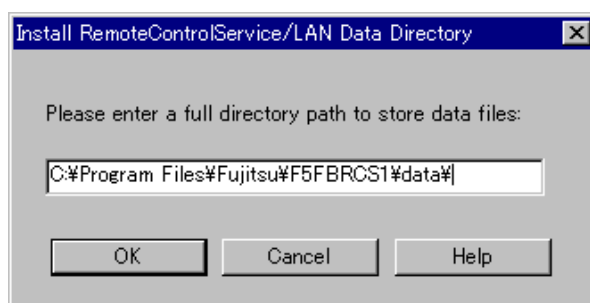 Install RemoteControlService/LAN Data Directory
Please enter a full directory path to store data files:
C:¥Program Files¥Fujitsu¥F5FBRCS1¥data¥
OK Cancel Help